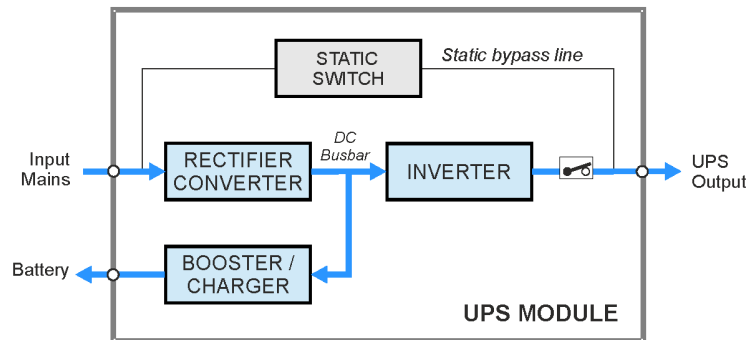 STATIC
SWITCH
Static bypass line
Input
Mains
RECTIFIER
CONVERTER
DC
Busbar
INVERTER
UPS
Output
Battery
BOOSTER /
CHARGER
UPS MODULE